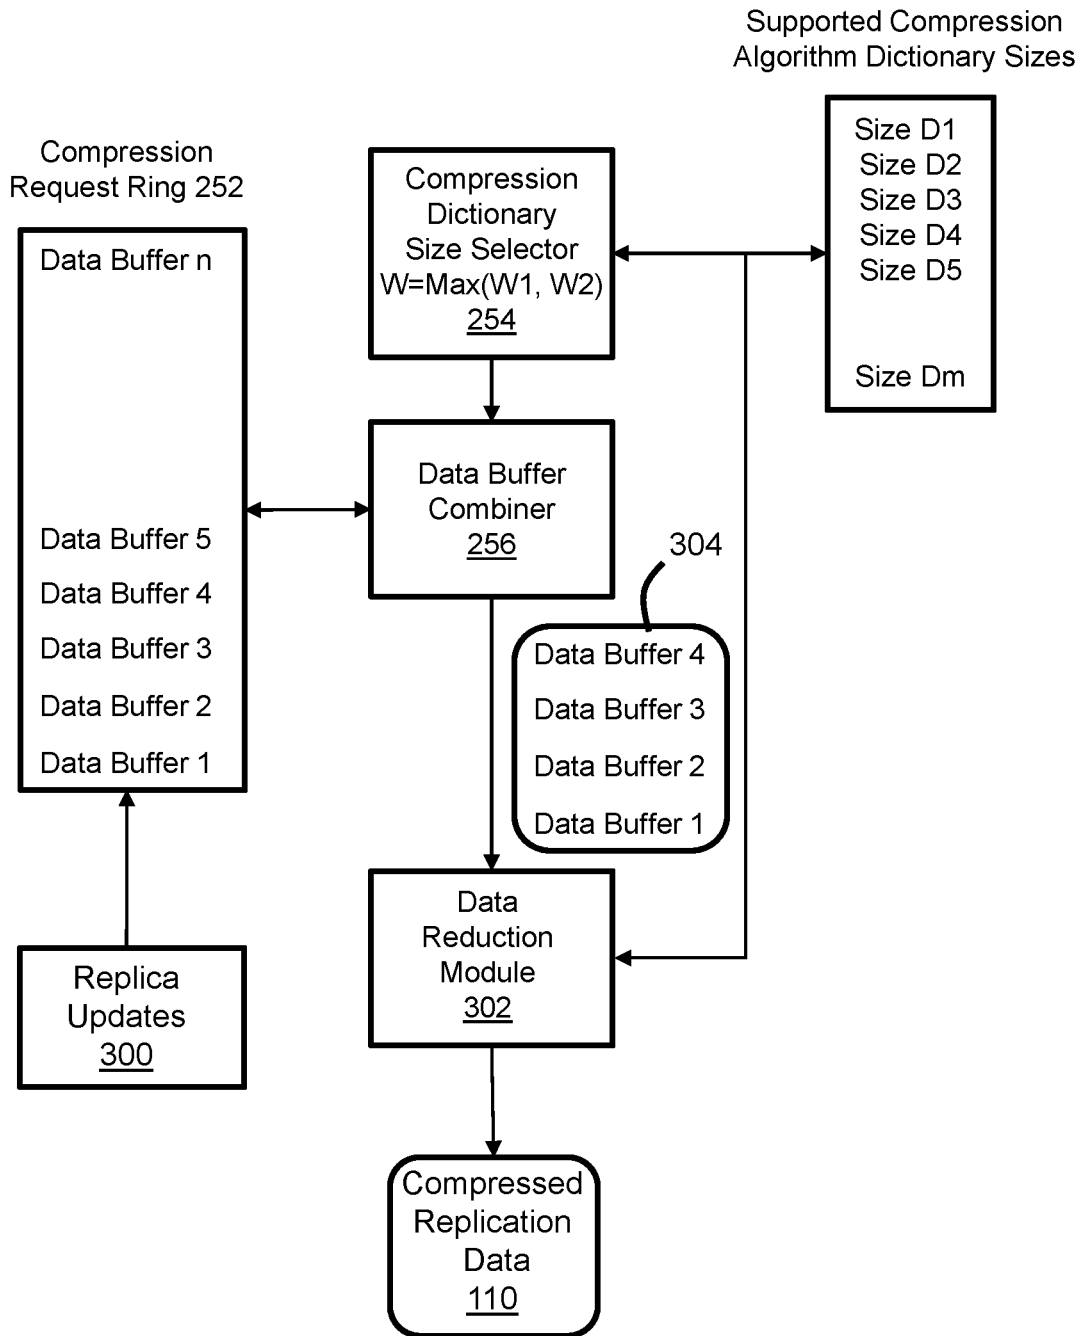 Supported Compression
Algorithm Dictionary Sizes
Size D1
Size D2
Size D3
Size D4
Size D5
Size Dm
Compression
Request Ring 252
Data Buffer n
Data Buffer 5
Data Buffer 4
Data Buffer 3
Data Buffer 2
Data Buffer 1
Compression
Dictionary
Size Selector
W=Max(W1, W2)
254
Data Buffer
Combiner
256
304
Data Buffer 4
Data Buffer 3
Data Buffer 2
Data Buffer 1
Replica
Updates
300
Data
Reduction
Module
302
Compressed
Replication
Data
110